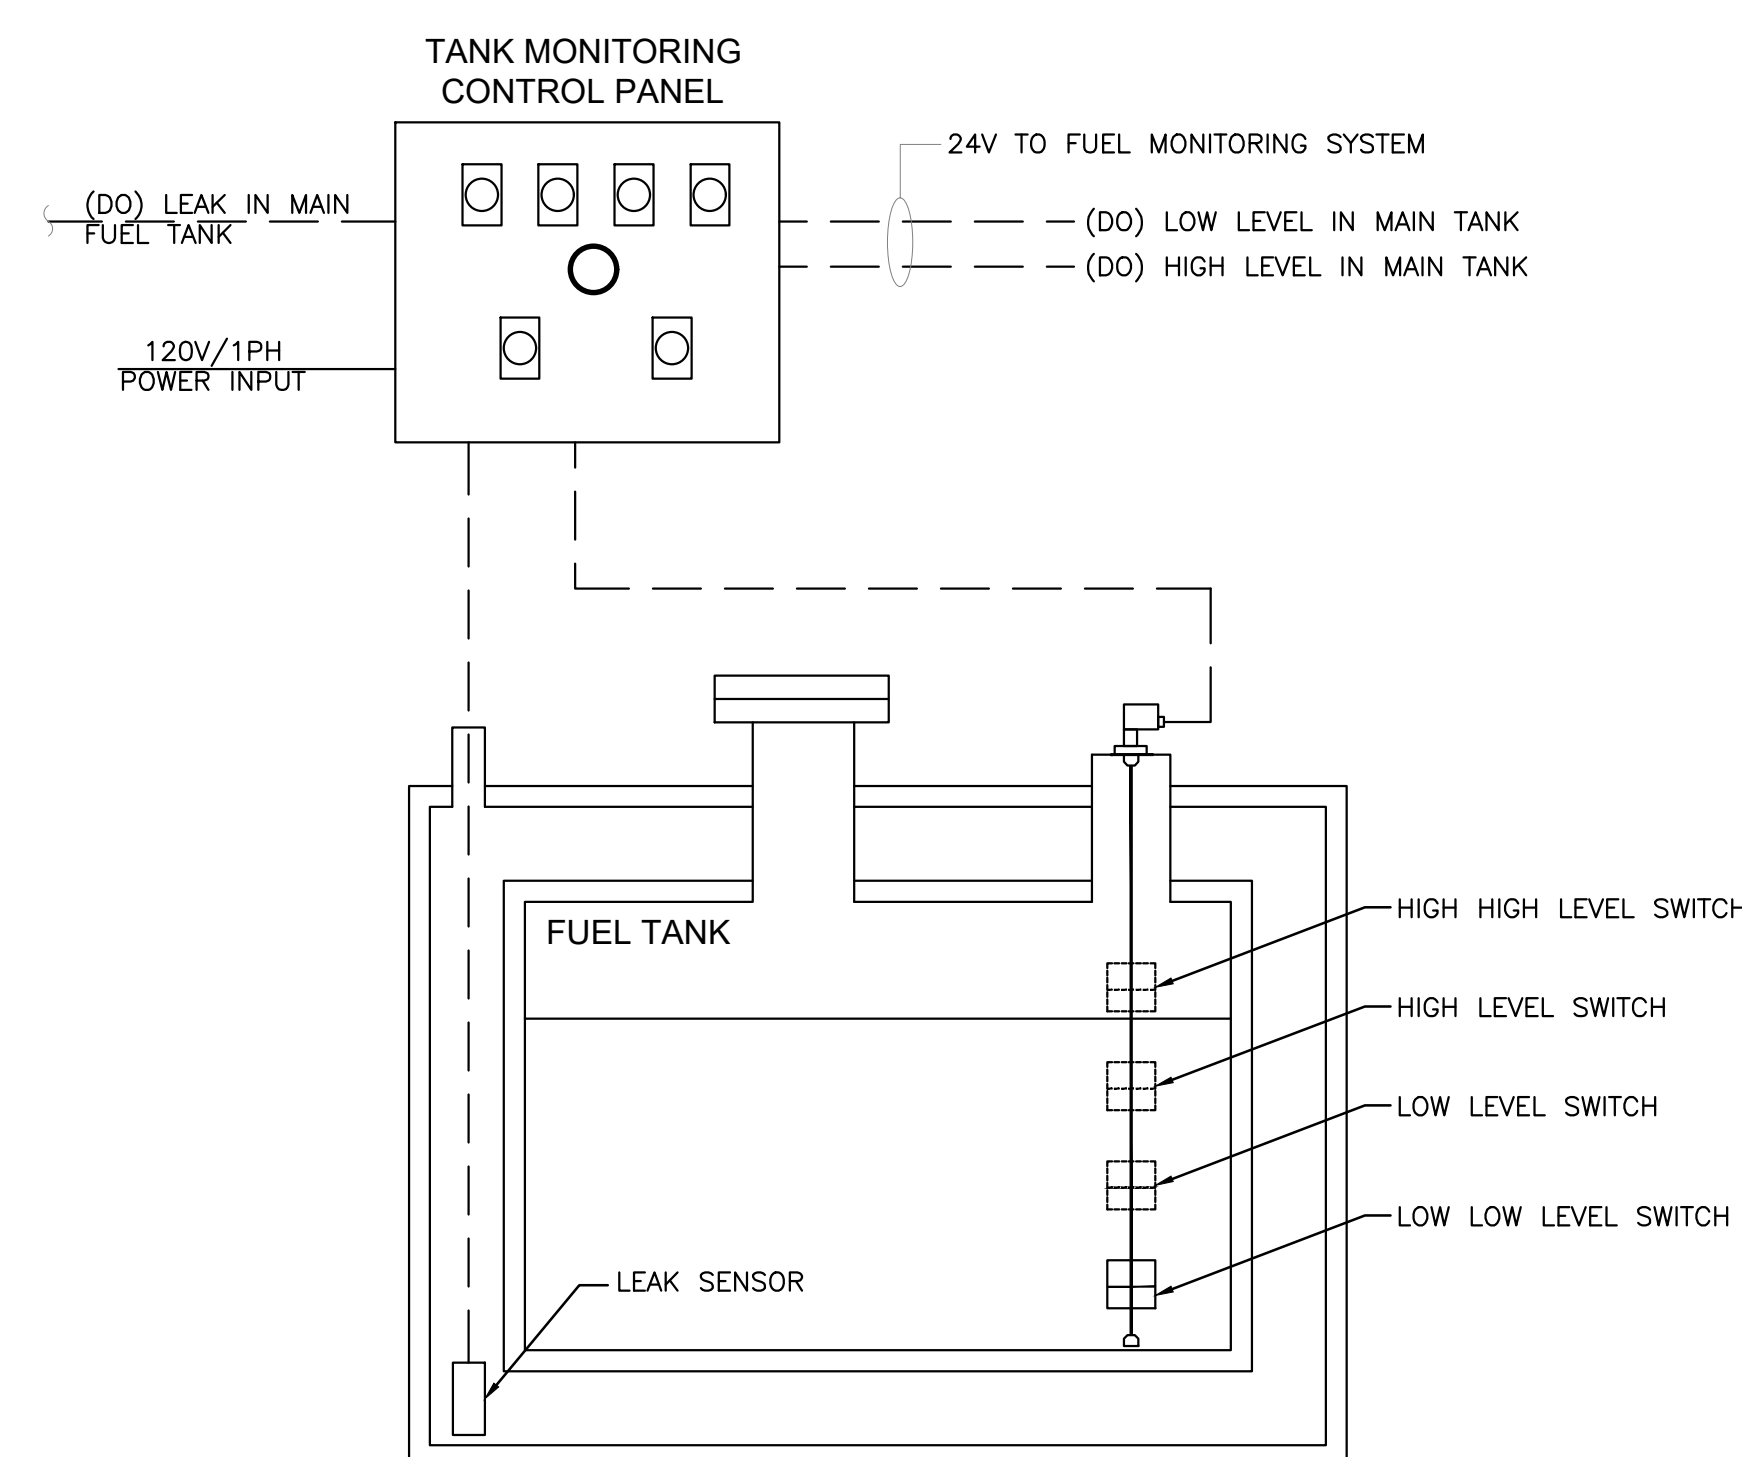 TANK MONITORING
CONTROL PANEL
24V TO FUEL MONITORING SYSTEM
(DO) LEAK IN MAIN
FUEL TANK
(DO) LOW LEVEL IN MAIN TANK
(DO) HIGH LEVEL IN MAIN TANK
120V/1PH
POWER INPUT
HIGH HIGH LEVEL SWITCH
FUEL TANK
HIGH LEVEL SWITCH
LOW LEVEL SWITCH
LOW LOW LEVEL SWITCH
LEAK SENSOR